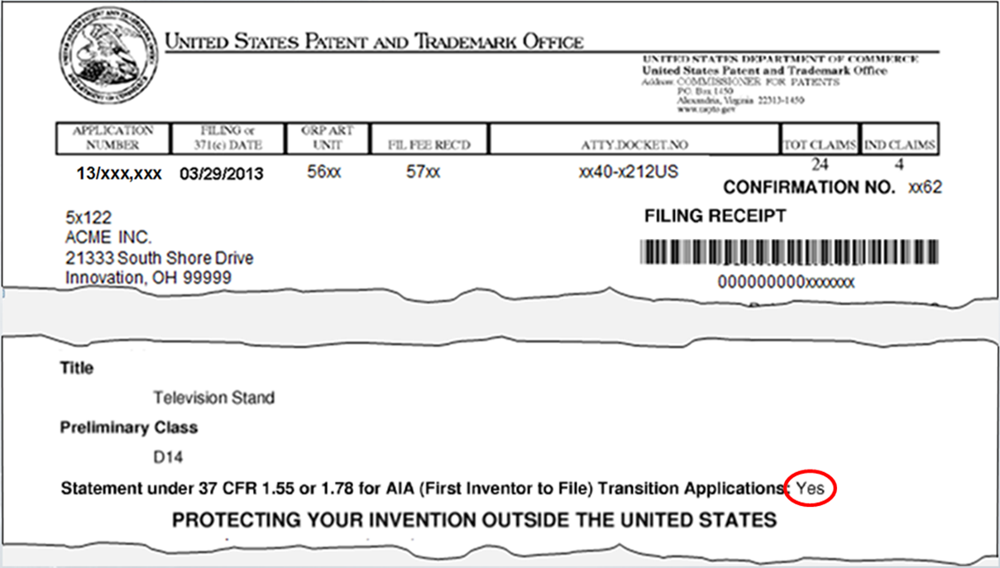 UNITED STATES PATENT AND TRADEMARK OFFICE
UNITED STATES DEPARTMENT OF COMMERCE
United States Patent and Trademark Office
Address: COMMISSIONER FOR PATENTS
P.O. Box 1450
Alexandria, Virginia 22313-1450
www.uspto.gov
APPLICATION NUMBER
FILING or 371(c) DATE
GRP ART UNIT
FIL FEE REC'D
ATTY.DOCKET.NO
TOT CLAIMS
IND CLAIMS
13/xxx,xxx 03/29/2013 56xx 57xx xx40-x212US 24 4
CONFIRMATION NO. xx62
5x122
ACME INC.
21333 South Shore Drive
Innovation, OH 99999
FILING RECEIPT
000000000xxxxxxx
Title
Television Stand
Preliminary Class
D14
Statement under 37 CFR 1.55 or 1.78 for AIA (First Inventor to File) Transition Applications: Yes
PROTECTING YOUR INVENTION OUTSIDE THE UNITED STATES